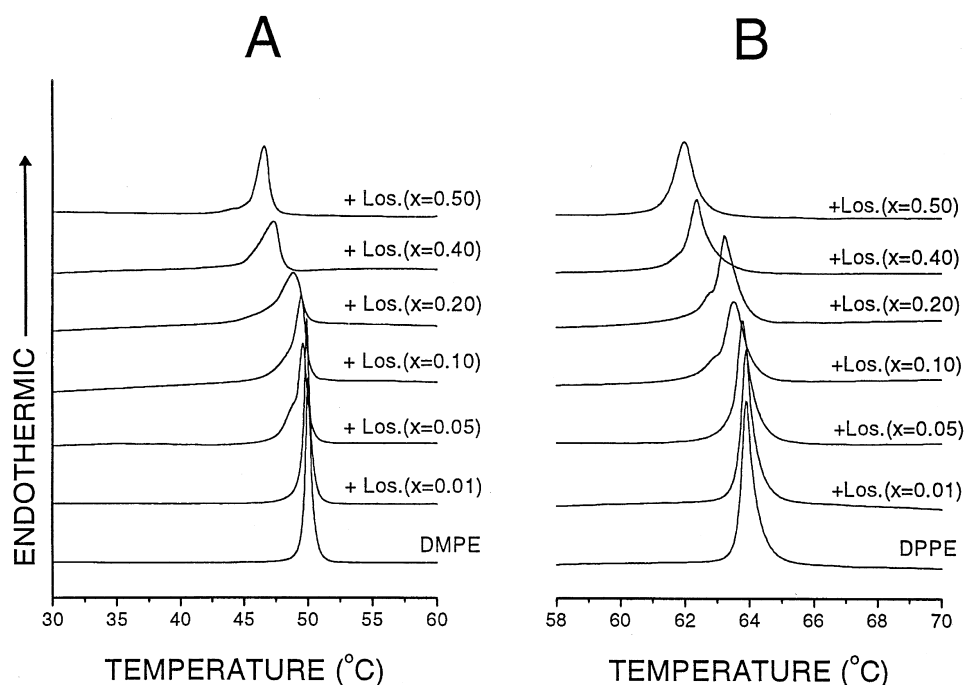 A
B
ENDOTHERMIC
+ Los.(x=0.50)
+ Los.(x=0.40)
+ Los.(x=0.20)
+ Los.(x=0.10)
+ Los.(x=0.05)
+ Los.(x=0.01)
DMPE
30 35 40 45 50 55 60
TEMPERATURE (°C)
+Los.(x=0.50)
+Los.(x=0.40)
+Los.(x=0.20)
+Los.(x=0.10)
+Los.(x=0.05)
+Los.(x=0.01)
DPPE
58 60 62 64 66 68 70
TEMPERATURE (°C)